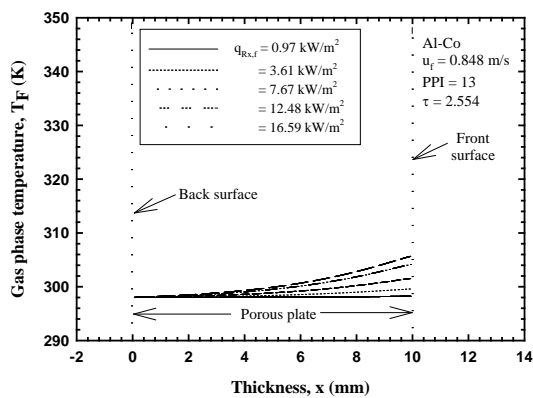 350
340
330
320
310
300
290
-2
0
2
4
6
8
10
12
14
Gas phase temperature, T_F (K)
Thickness, x (mm)
q_Rx,f = 0.97 kW/m²
= 3.61 kW/m²
= 7.67 kW/m²
= 12.48 kW/m²
= 16.59 kW/m²
Al-Co
u_f = 0.848 m/s
PPI = 13
τ = 2.554
Front
surface
Back surface
Porous plate